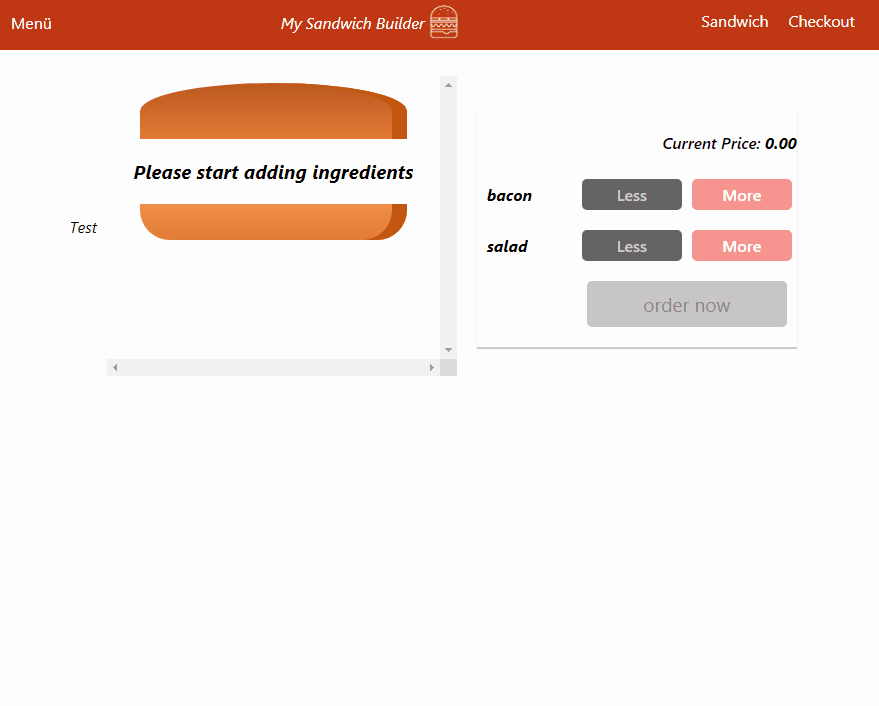 Menü
My Sandwich Builder
Sandwich Checkout
Current Price: 0.00
Please start adding ingredients
bacon Less More
Test
salad Less More
order now